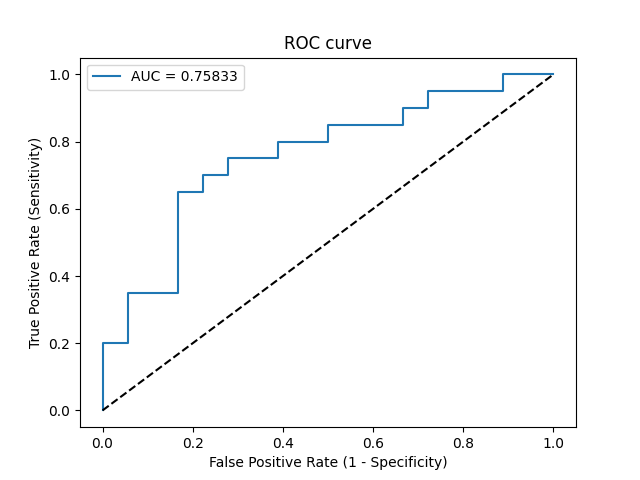 ROC curve
AUC = 0.75833
True Positive Rate (Sensitivity)
1.0
0.8
0.6
0.4
0.2
0.0
0.0 0.2 0.4 0.6 0.8 1.0
False Positive Rate (1 - Specificity)